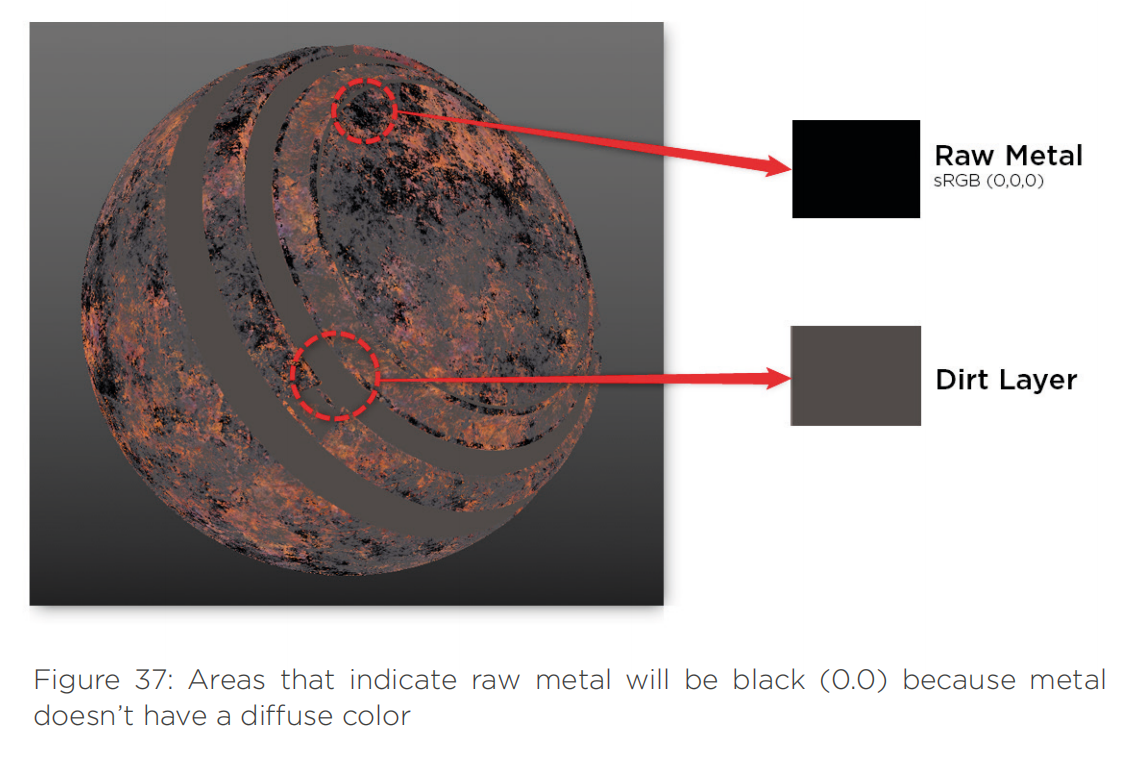 Raw Metal
sRGB (0,0,0)
Dirt Layer
Figure 37: Areas that indicate raw metal will be black (0.0) because metal
doesn’t have a diffuse color